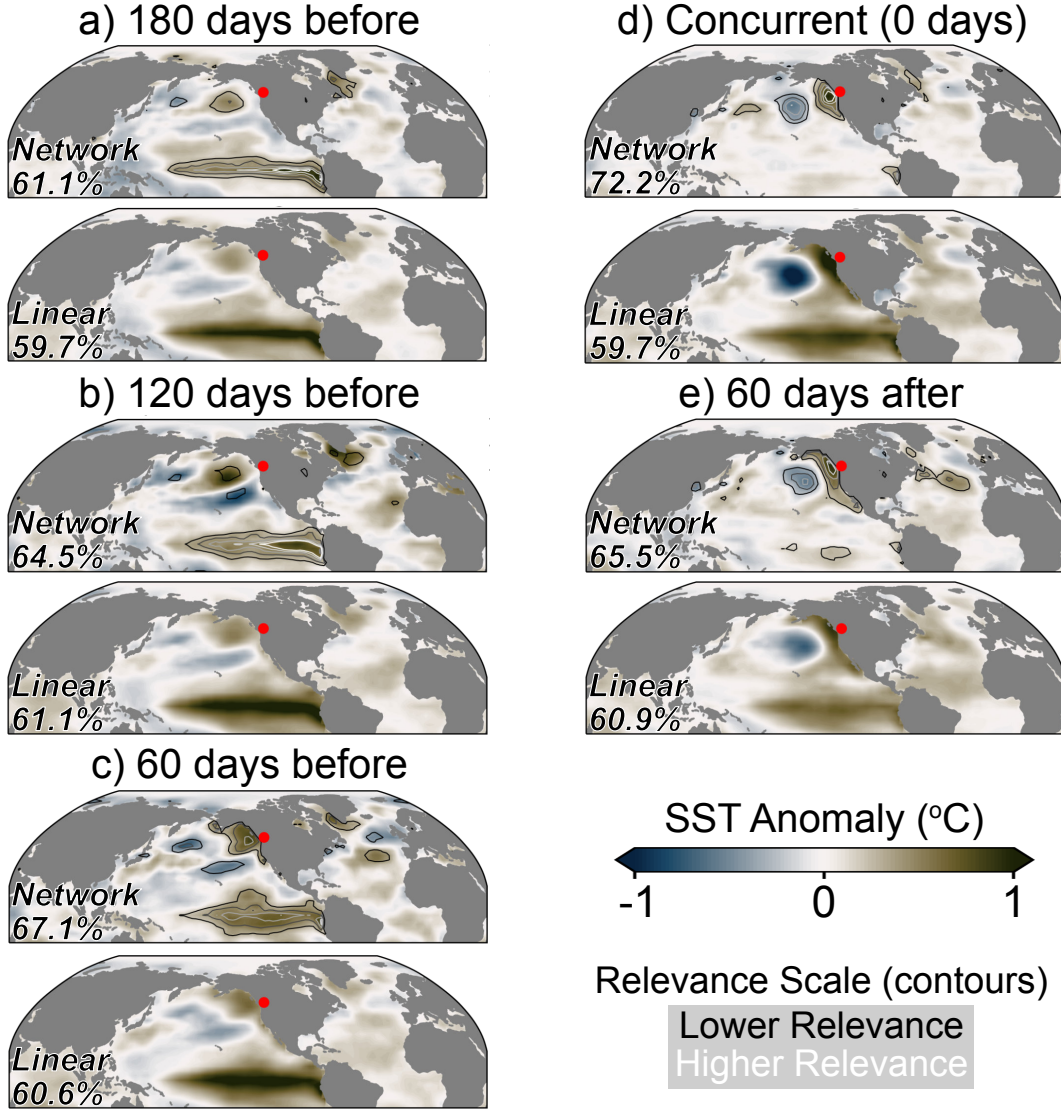 a) 180 days before
Network
61.1%
Linear
59.7%
b) 120 days before
Network
64.5%
Linear
61.1%
c) 60 days before
Network
67.1%
Linear
60.6%
d) Concurrent (0 days)
Network
72.2%
Linear
59.7%
e) 60 days after
Network
65.5%
Linear
60.9%
SST Anomaly (°C)
-1 0 1
Relevance Scale (contours)
Lower Relevance
Higher Relevance